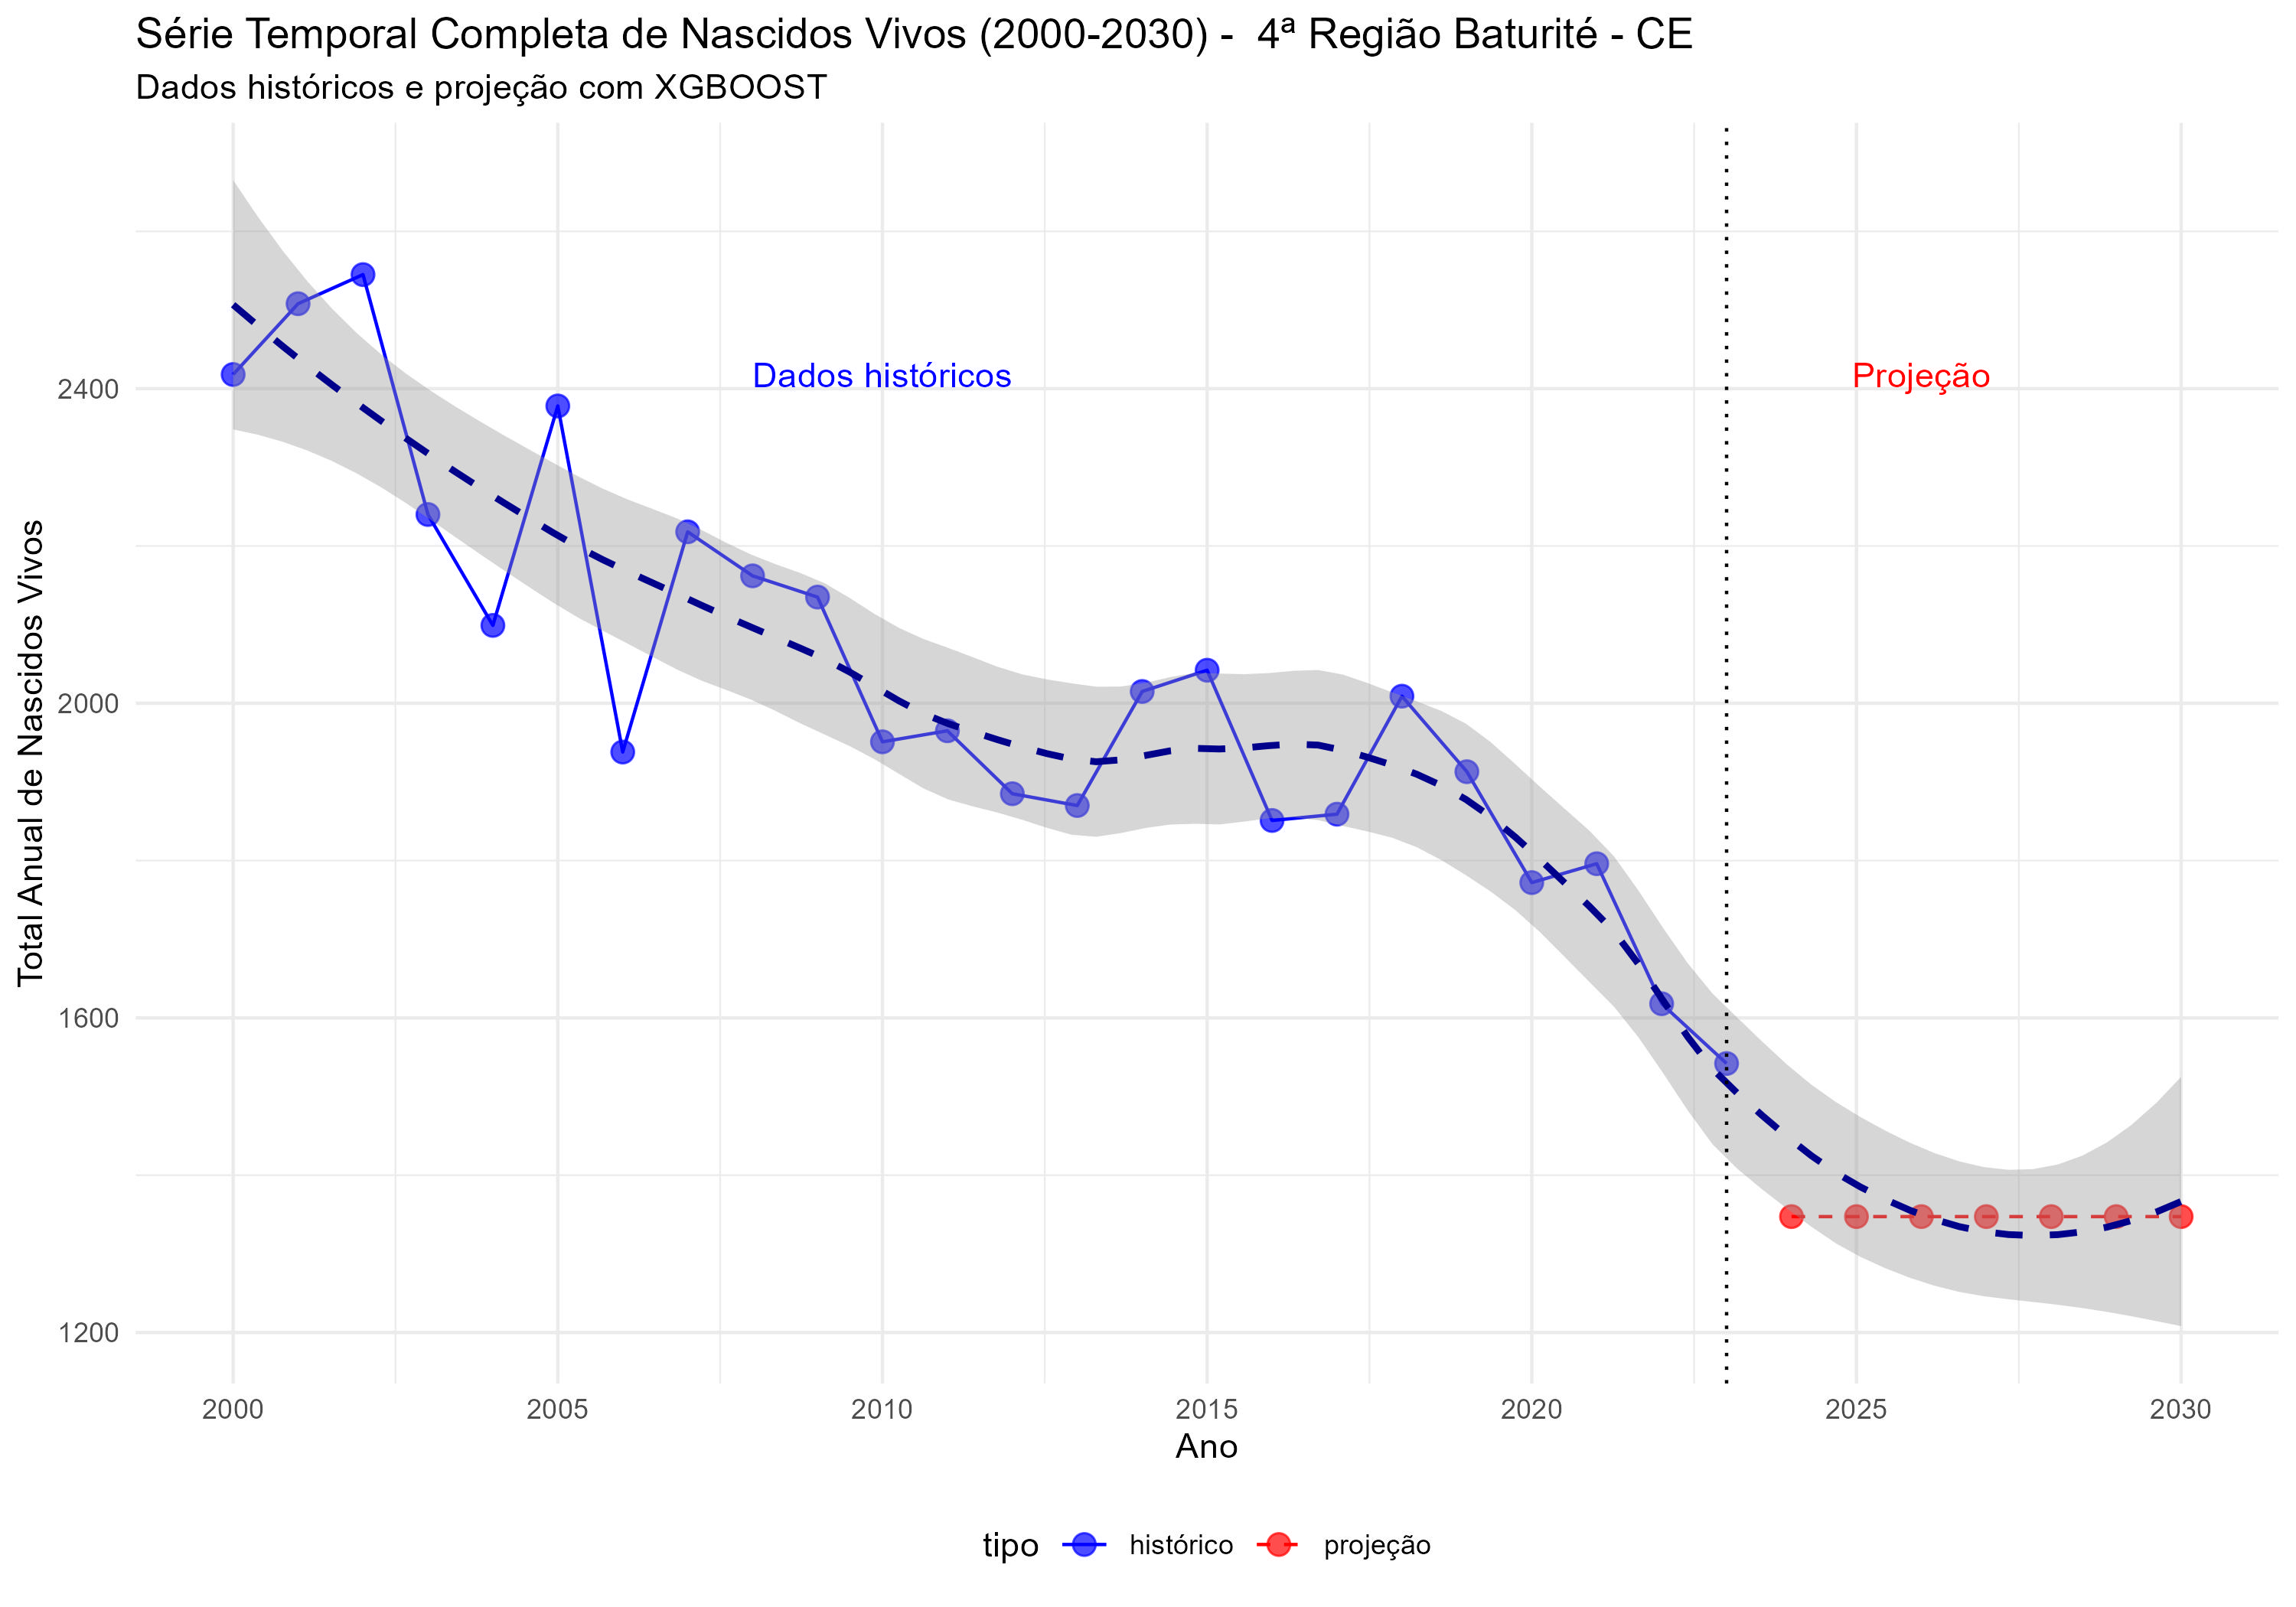 Série Temporal Completa de Nascidos Vivos (2000-2030) -  4ª Região Baturité - CE
Dados históricos e projeção com XGBOOST
Total Anual de Nascidos Vivos
2400
2000
1600
1200
Dados históricos
Projeção
2000
2005
2010
2015
2020
2025
2030
Ano
tipo
histórico
projeção